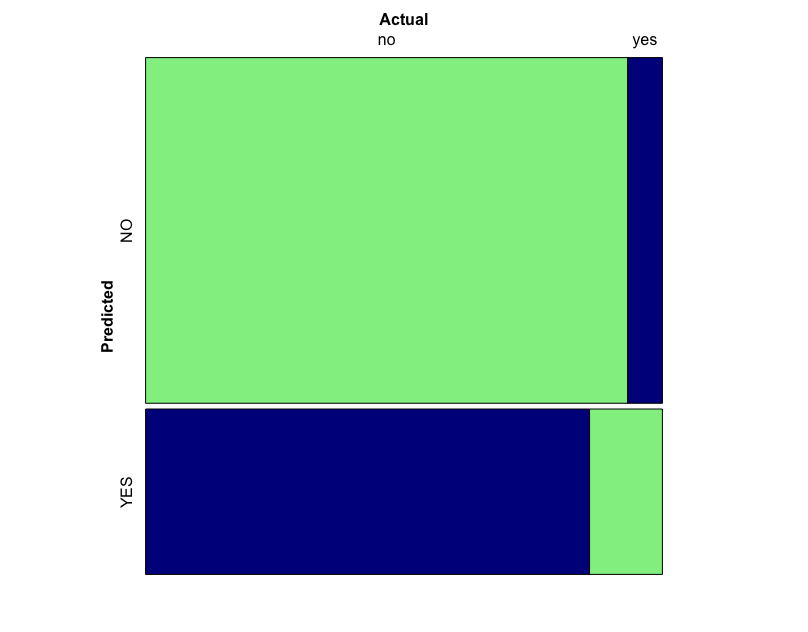 Actual
no yes
NO
Predicted
YES